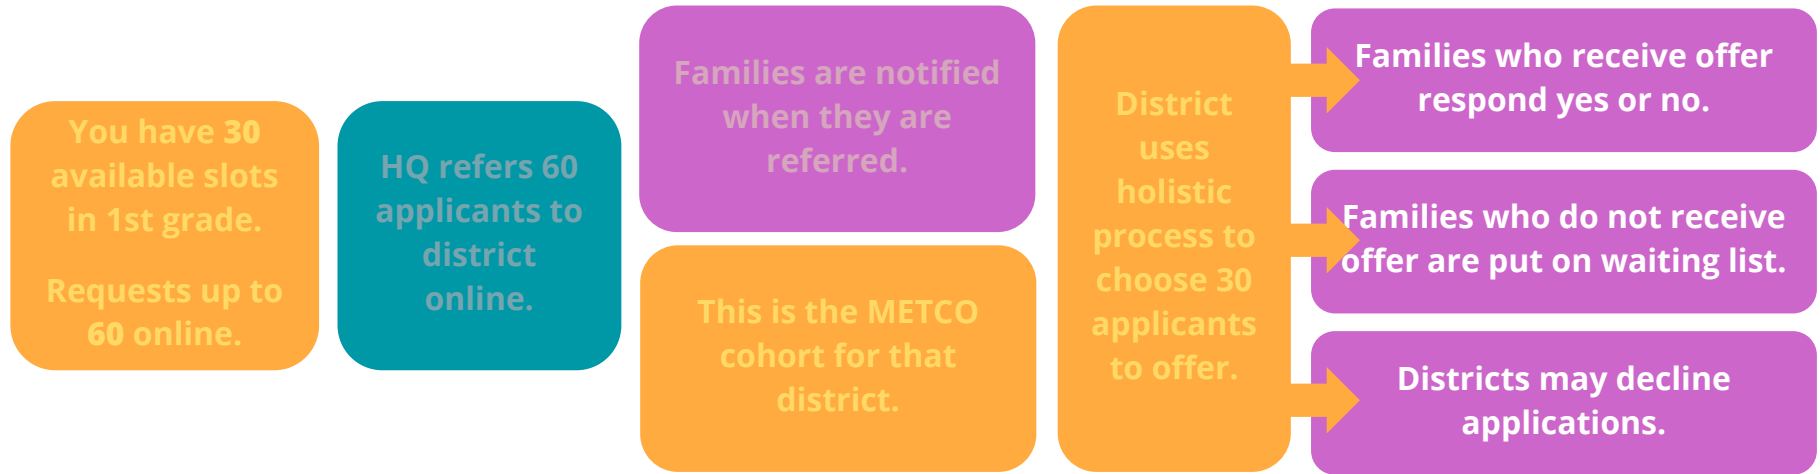 You have 30
available slots
in 1st grade.
Requests up to
60 online.
HQ refers 60
applicants to
district
online.
Families are notified
when they are
referred.
This is the METCO
cohort for that
district.
District
uses
holistic
process to
choose 30
applicants
to offer.
Families who receive offer
respond yes or no.
Families who do not receive
offer are put on waiting list.
Districts may decline
applications.